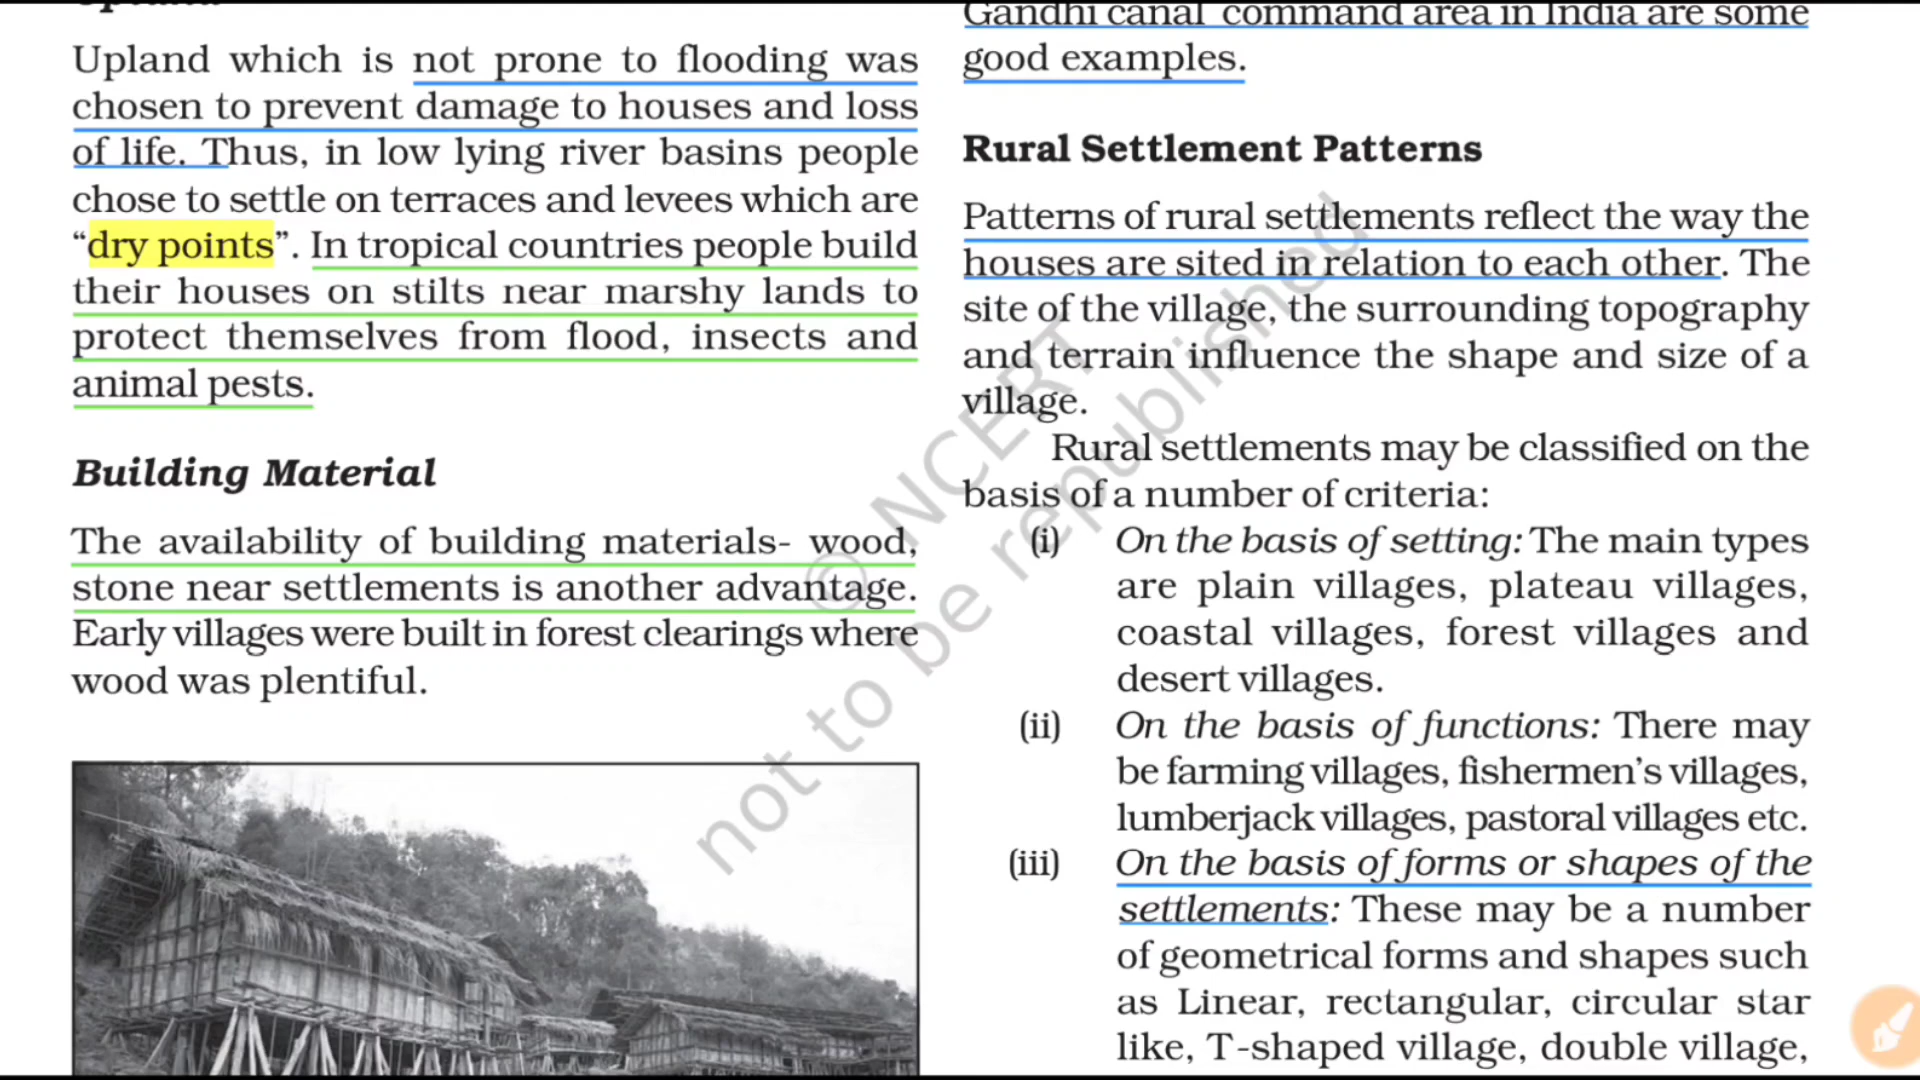 Upland which is not prone to flooding was
chosen to prevent damage to houses and loss
of life. Thus, in low lying river basins people
chose to settle on terraces and levees which are
“dry points”. In tropical countries people build
their houses on stilts near marshy lands to
protect themselves from flood, insects and
animal pests.
Building Material
The availability of building materials- wood,
stone near settlements is another advantage.
Early villages were built in forest clearings where
wood was plentiful.
Gandhi canal command area in India are some
good examples.
Rural Settlement Patterns
Patterns of rural settlements reflect the way the
houses are sited in relation to each other. The
site of the village, the surrounding topography
and terrain influence the shape and size of a
village.
Rural settlements may be classified on the
basis of a number of criteria:
(i) On the basis of setting: The main types
are plain villages, plateau villages,
coastal villages, forest villages and
desert villages.
(ii) On the basis of functions: There may
be farming villages, fishermen’s villages,
lumberjack villages, pastoral villages etc.
(iii) On the basis of forms or shapes of the
settlements: These may be a number
of geometrical forms and shapes such
as Linear, rectangular, circular star
like, T-shaped village, double village,
© NCERT
not to be republished